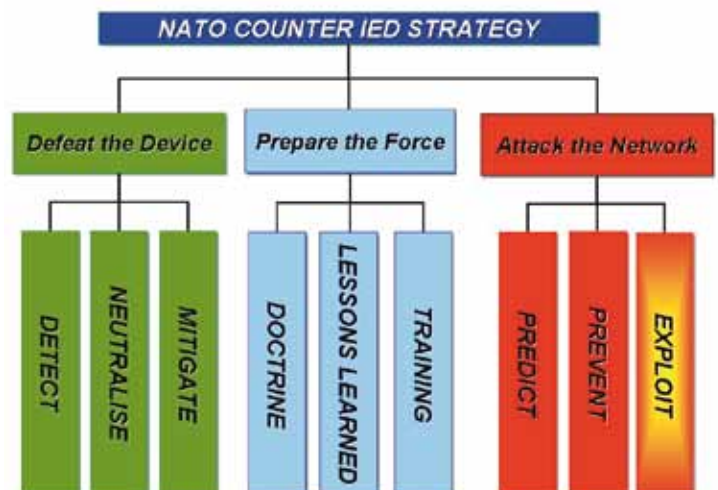 NATO COUNTER IED STRATEGY
Defeat the Device
Prepare the Force
Attack the Network
DETECT
NEUTRALISE
MITIGATE
DOCTRINE
LESSONS LEARNED
TRAINING
PREDICT
PREVENT
EXPLOIT